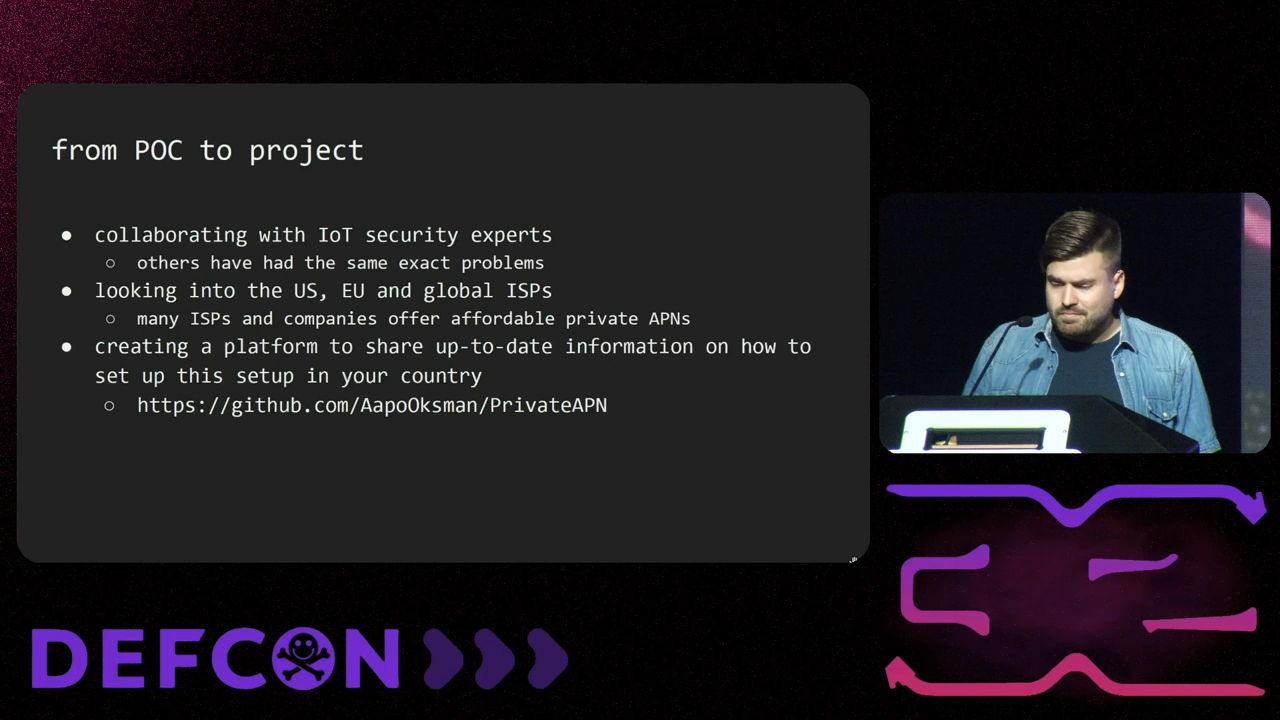 from POC to project
● collaborating with IoT security experts
○ others have had the same exact problems
● looking into the US, EU and global ISPs
○ many ISPs and companies offer affordable private APNs
● creating a platform to share up-to-date information on how to
set up this setup in your country
○ https://github.com/AapoOksman/PrivateAPN
DEFCON